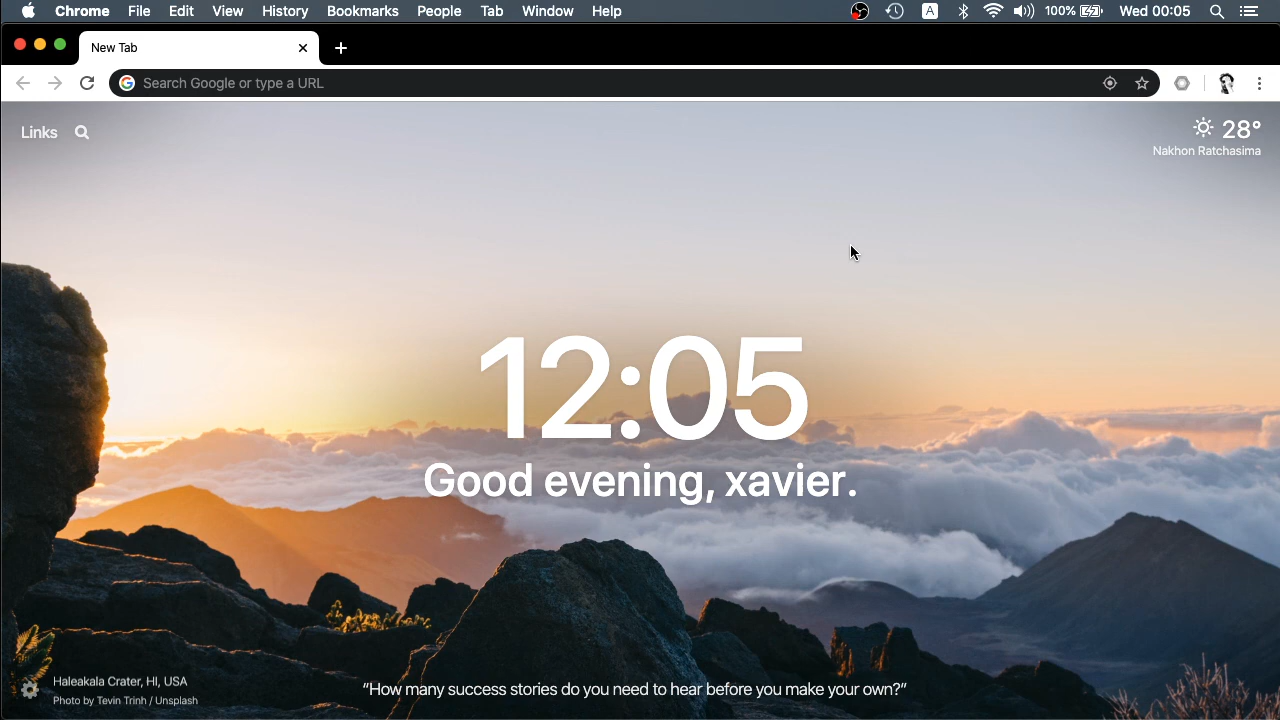 Chrome File Edit View History Bookmarks People Tab Window Help A 100% Wed 00:05
New Tab
Search Google or type a URL
Links
28°
Nakhon Ratchasima
12:05
Good evening, xavier.
Haleakala Crater, HI, USA
Photo by Tevin Trinh / Unsplash
“How many success stories do you need to hear before you make your own?”